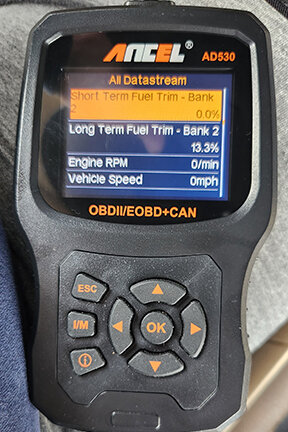 ANCEL®
AD530
All Datastream
Short Term Fuel Trim - Bank
2
0.0%
Long Term Fuel Trim - Bank 2
13.3%
Engine RPM 0/min
Vehicle Speed 0mph
OBDII/EOBD+CAN
ESC
I/M
OK